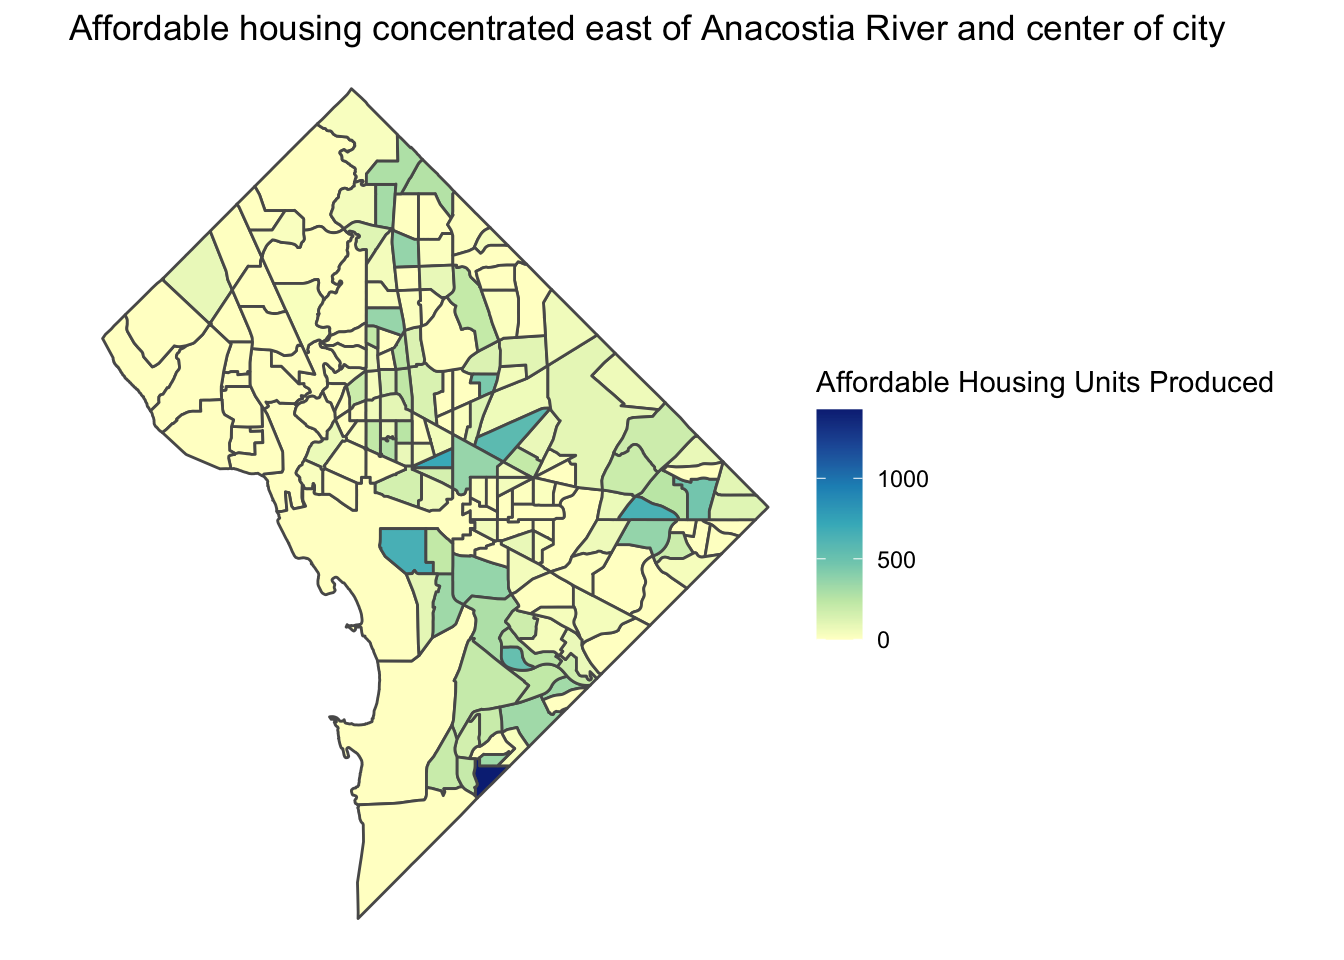 Affordable housing concentrated east of Anacostia River and center of city
Affordable Housing Units Produced
1000
500
0